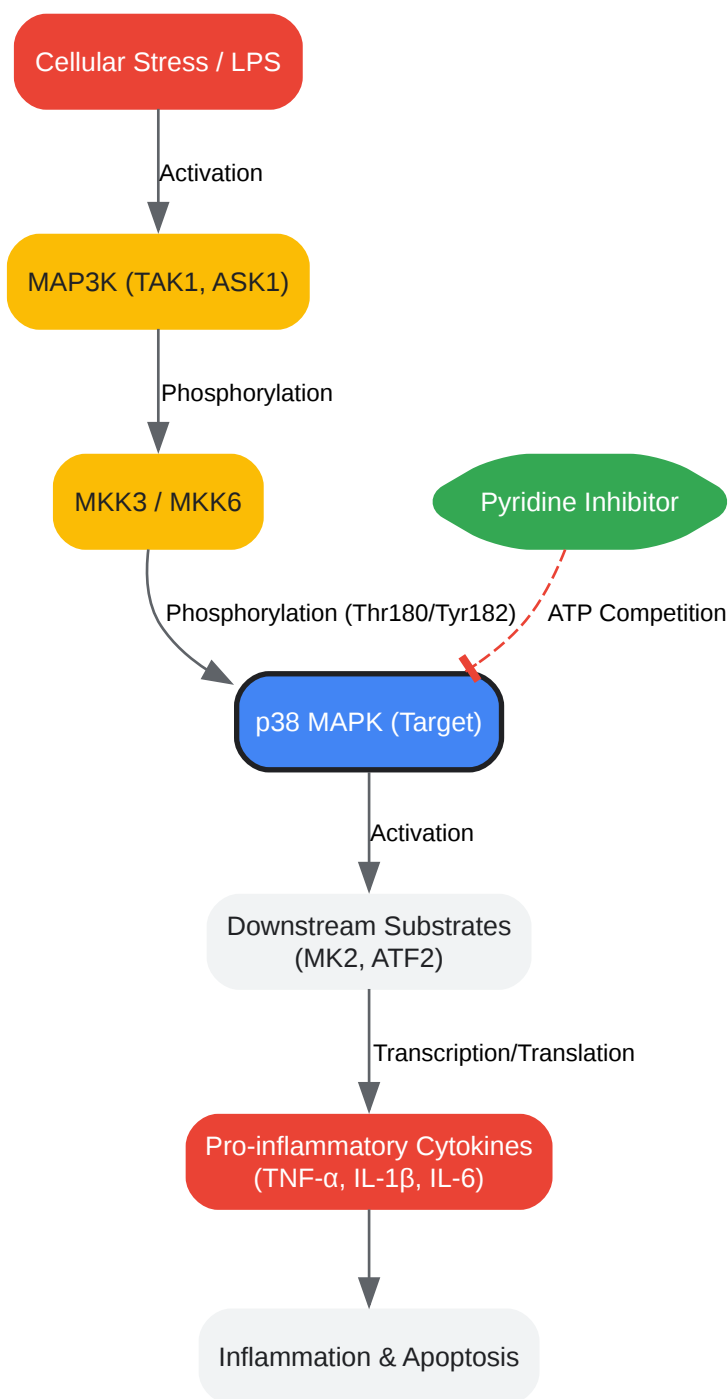 Cellular Stress / LPS
Activation
MAP3K (TAK1, ASK1)
Phosphorylation
MKK3 / MKK6
Pyridine Inhibitor
Phosphorylation (Thr180/Tyr182)
ATP Competition
p38 MAPK (Target)
Activation
Downstream Substrates
(MK2, ATF2)
Transcription/Translation
Pro-inflammatory Cytokines
(TNF-α, IL-1β, IL-6)
Inflammation & Apoptosis